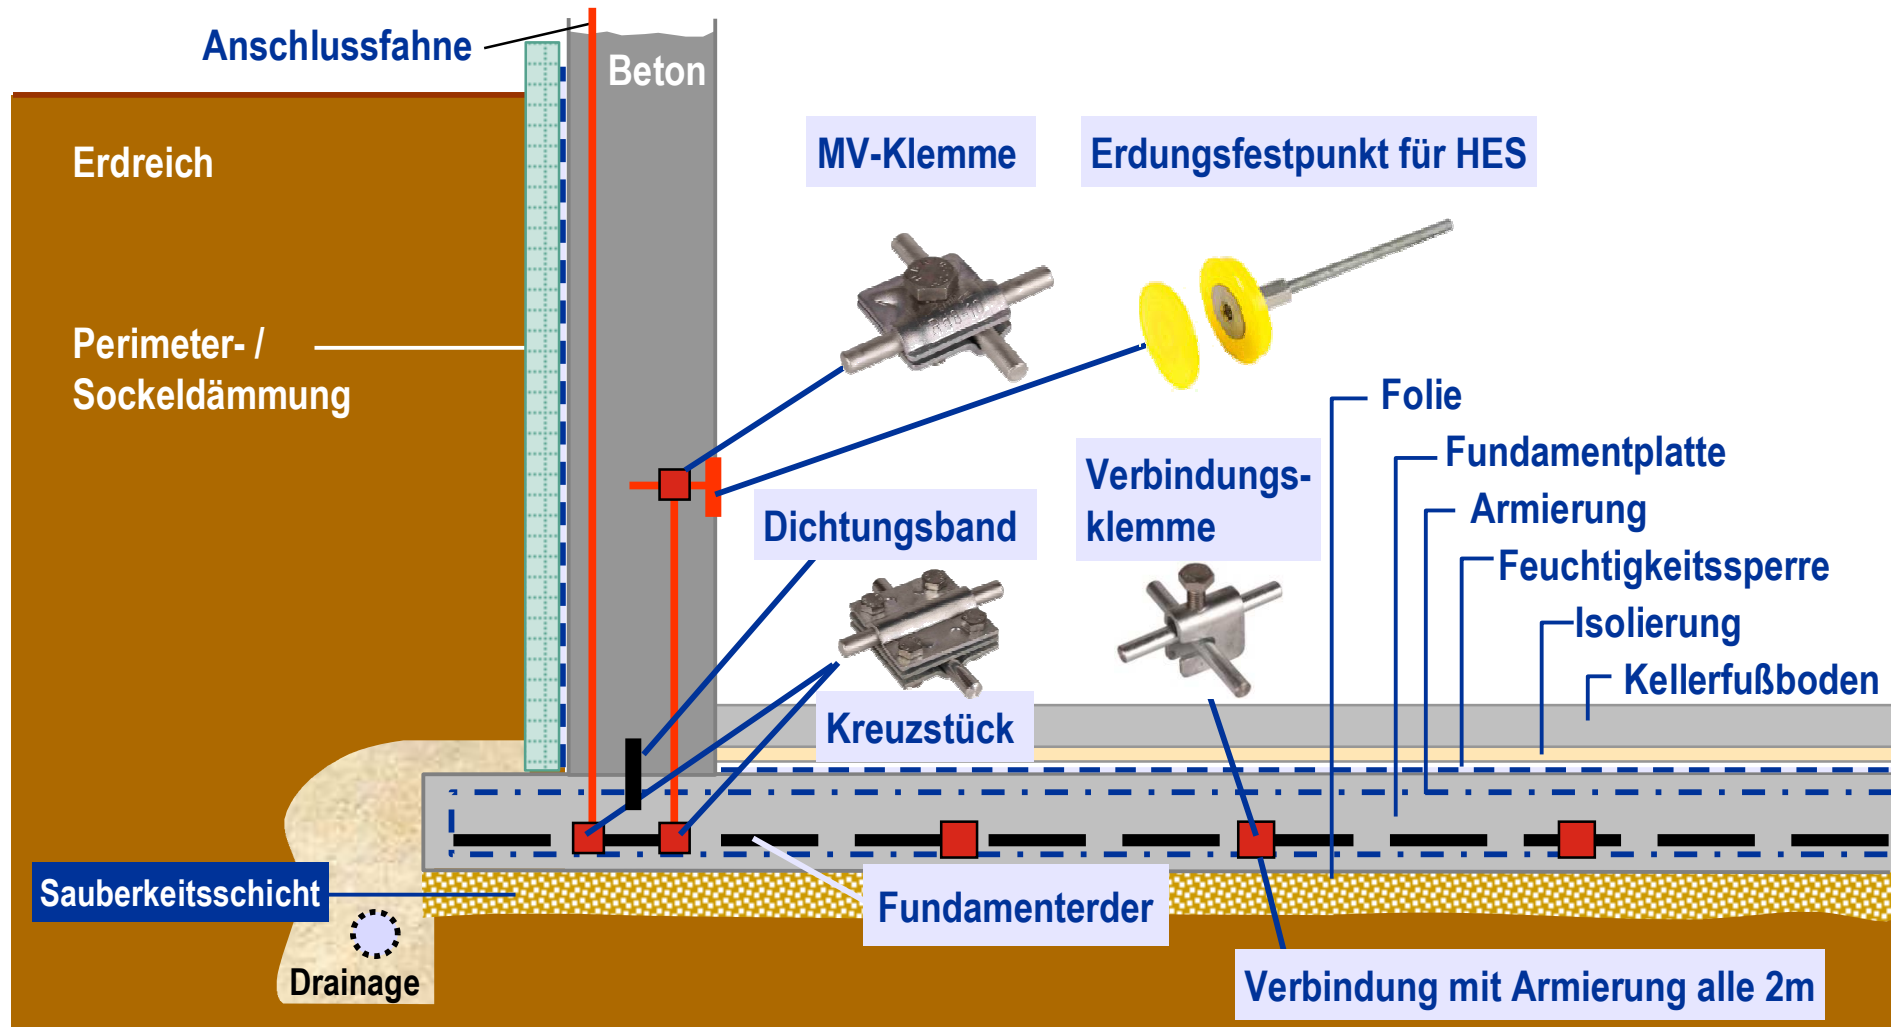 Anschlussfahne
Beton
Erdreich
MV-Klemme
Erdungsfestpunkt für HES
Perimeter- /
Sockeldämmung
Folie
Fundamentplatte
Verbindungs-
klemme
Armierung
Dichtungsband
Feuchtigkeitssperre
Isolierung
Kellerfußboden
Kreuzstück
Sauberkeitsschicht
Fundamenterder
Drainage
Verbindung mit Armierung alle 2m